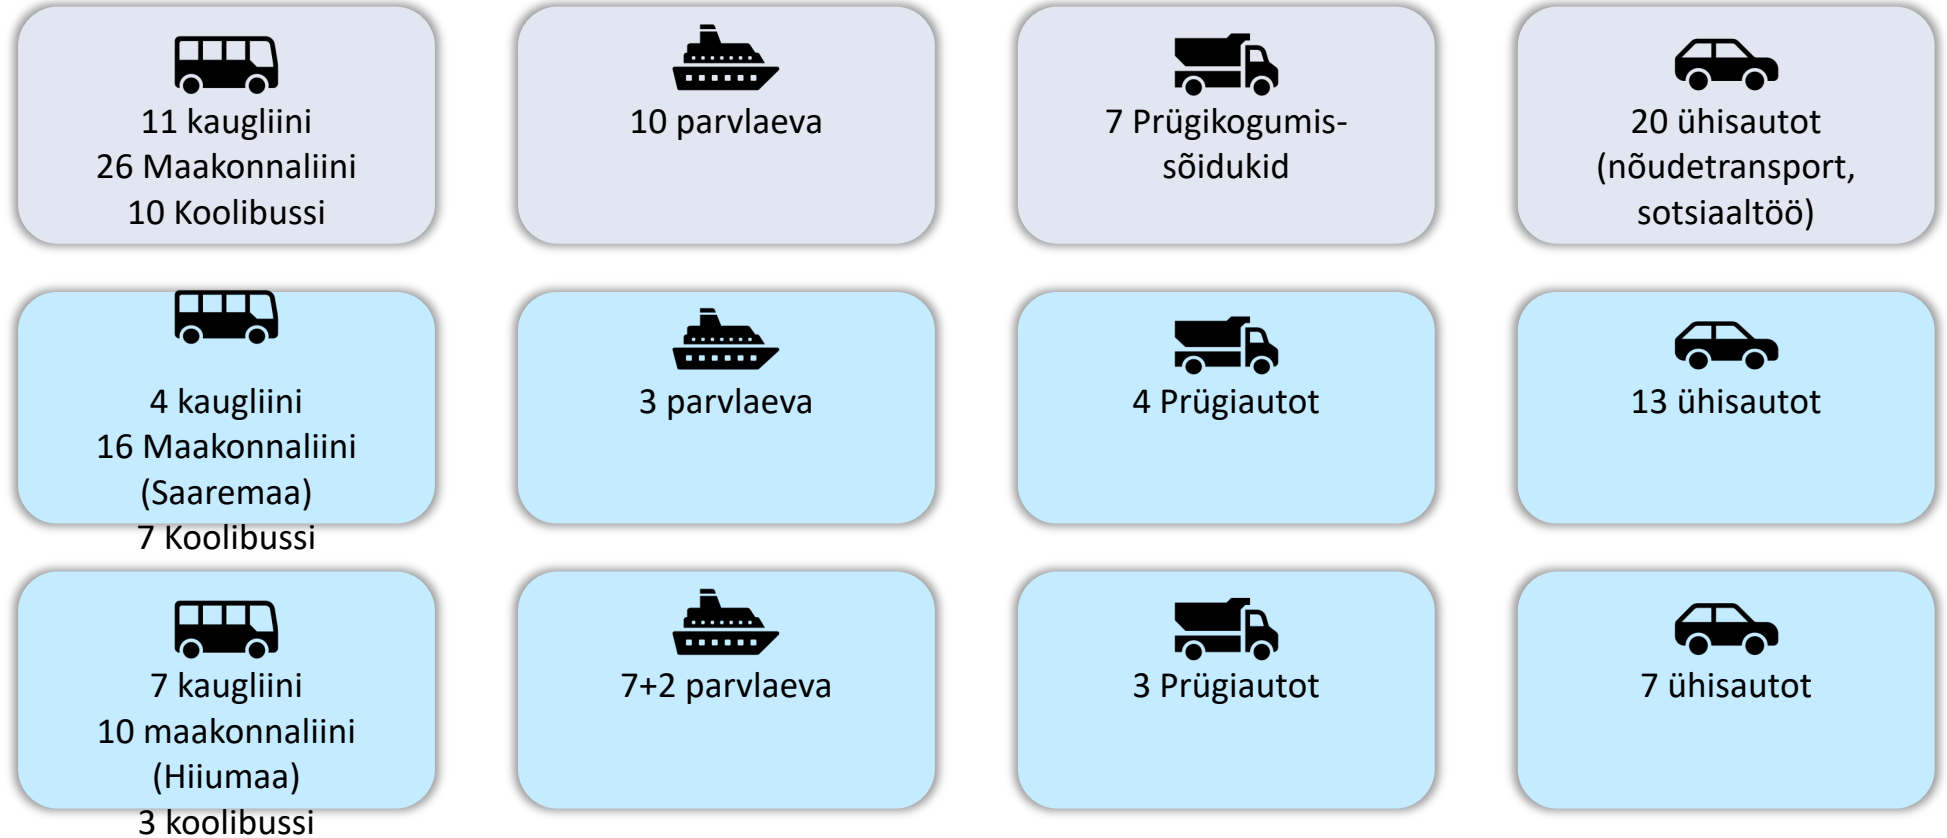 11 kaugliini
26 Maakonnaliini
10 Koolibussi
10 parvlaeva
7 Prügikogumis-
sõidukid
20 ühisautot
(nõudetransport,
sotsiaaltöö)
4 kaugliini
16 Maakonnaliini
(Saaremaa)
7 Koolibussi
3 parvlaeva
4 Prügiautot
13 ühisautot
7 kaugliini
10 maakonnaliini
(Hiiumaa)
3 koolibussi
7+2 parvlaeva
3 Prügiautot
7 ühisautot